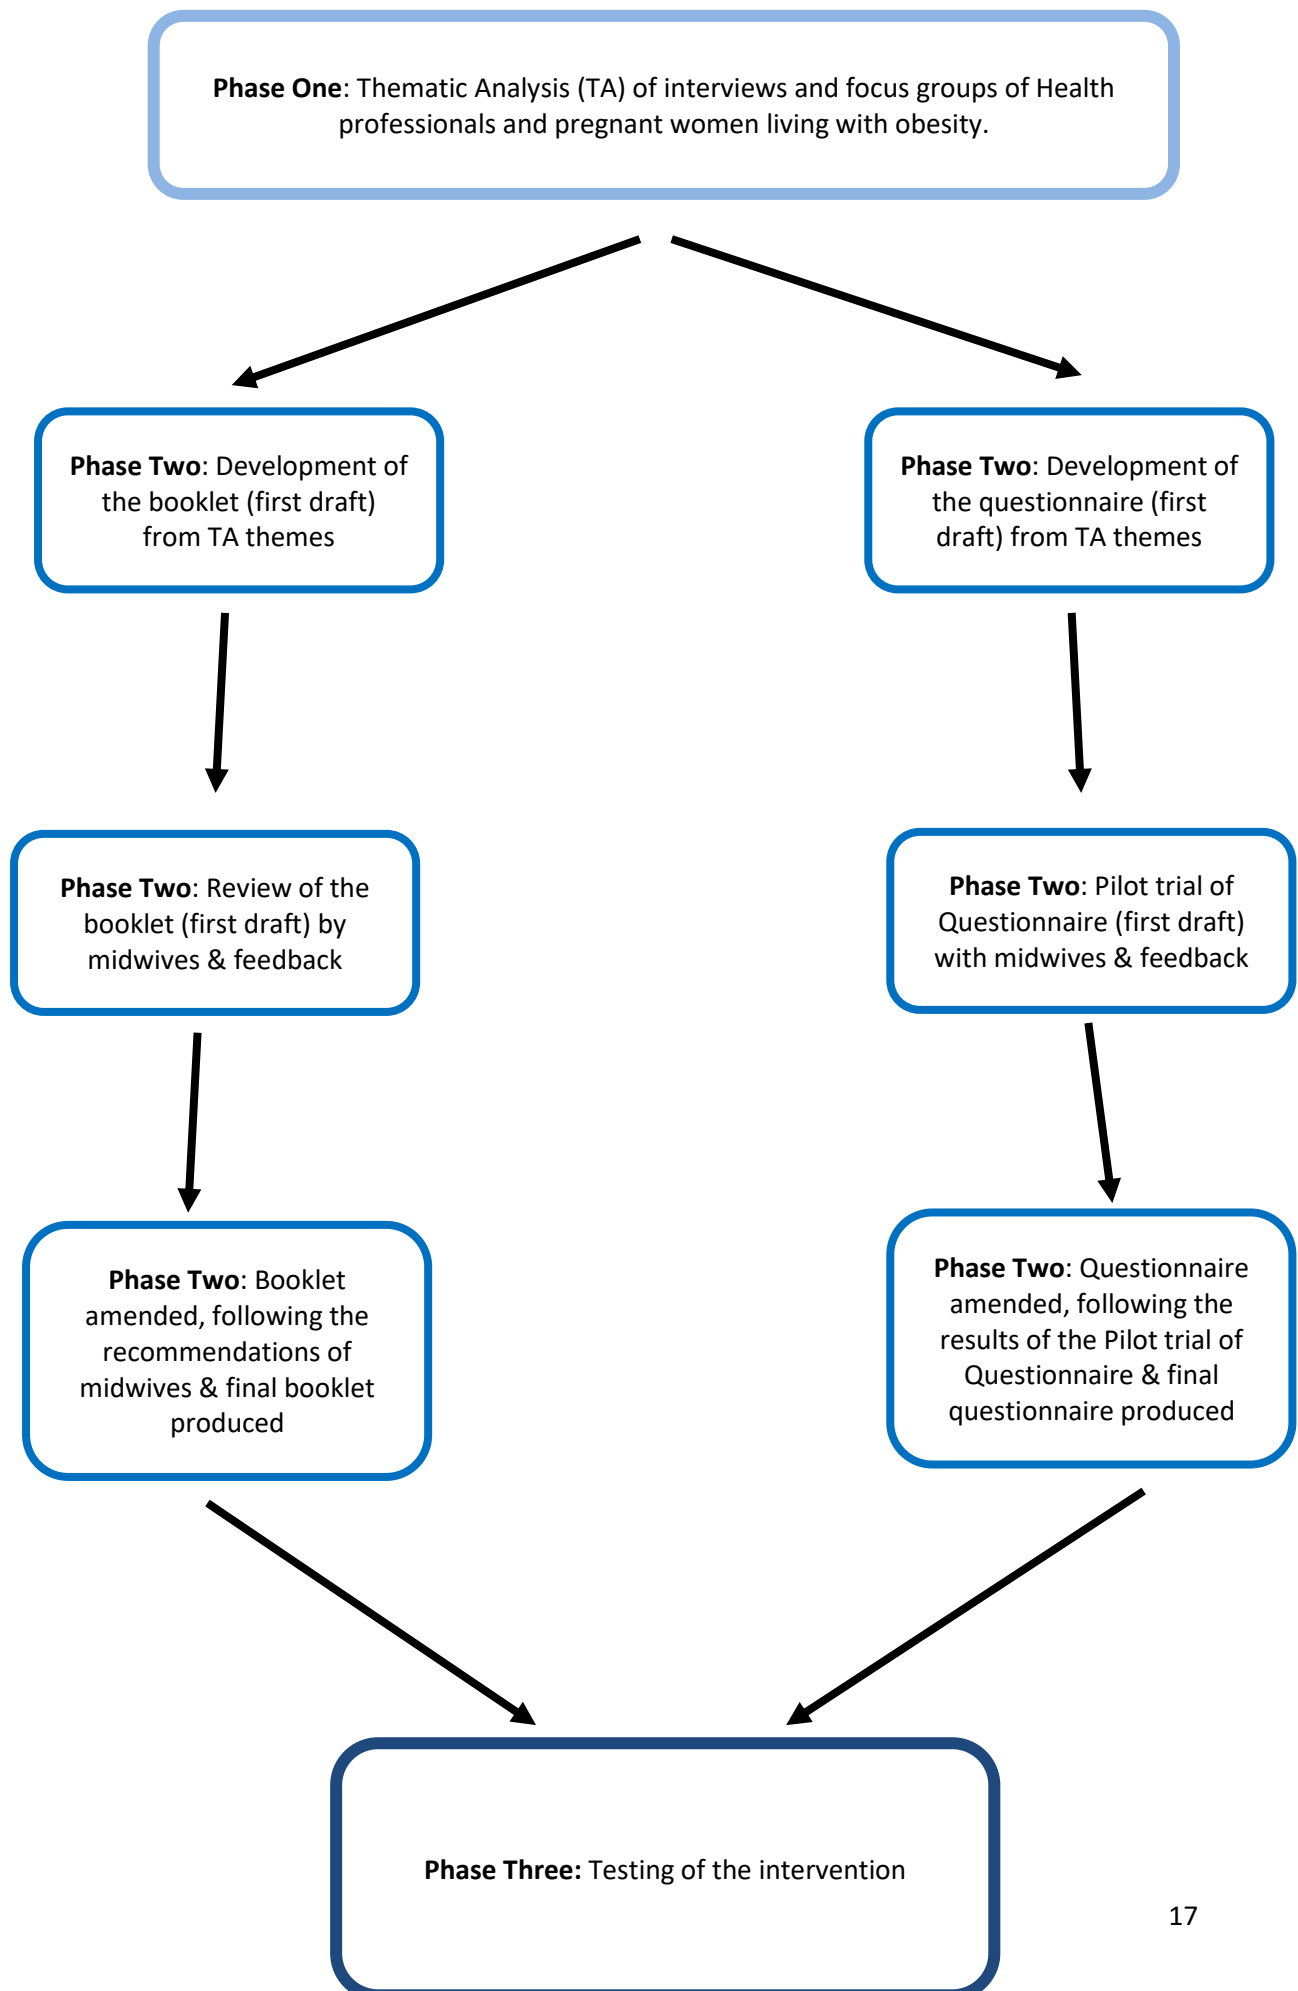 Phase One: Thematic Analysis (TA) of interviews and focus groups of Health
professionals and pregnant women living with obesity.
Phase Two: Development of
the booklet (first draft)
from TA themes
Phase Two: Development of
the questionnaire (first
draft) from TA themes
Phase Two: Review of the
booklet (first draft) by
midwives & feedback
Phase Two: Pilot trial of
Questionnaire (first draft)
with midwives & feedback
Phase Two: Booklet
amended, following the
recommendations of
midwives & final booklet
produced
Phase Two: Questionnaire
amended, following the
results of the Pilot trial of
Questionnaire & final
questionnaire produced
Phase Three: Testing of the intervention
17